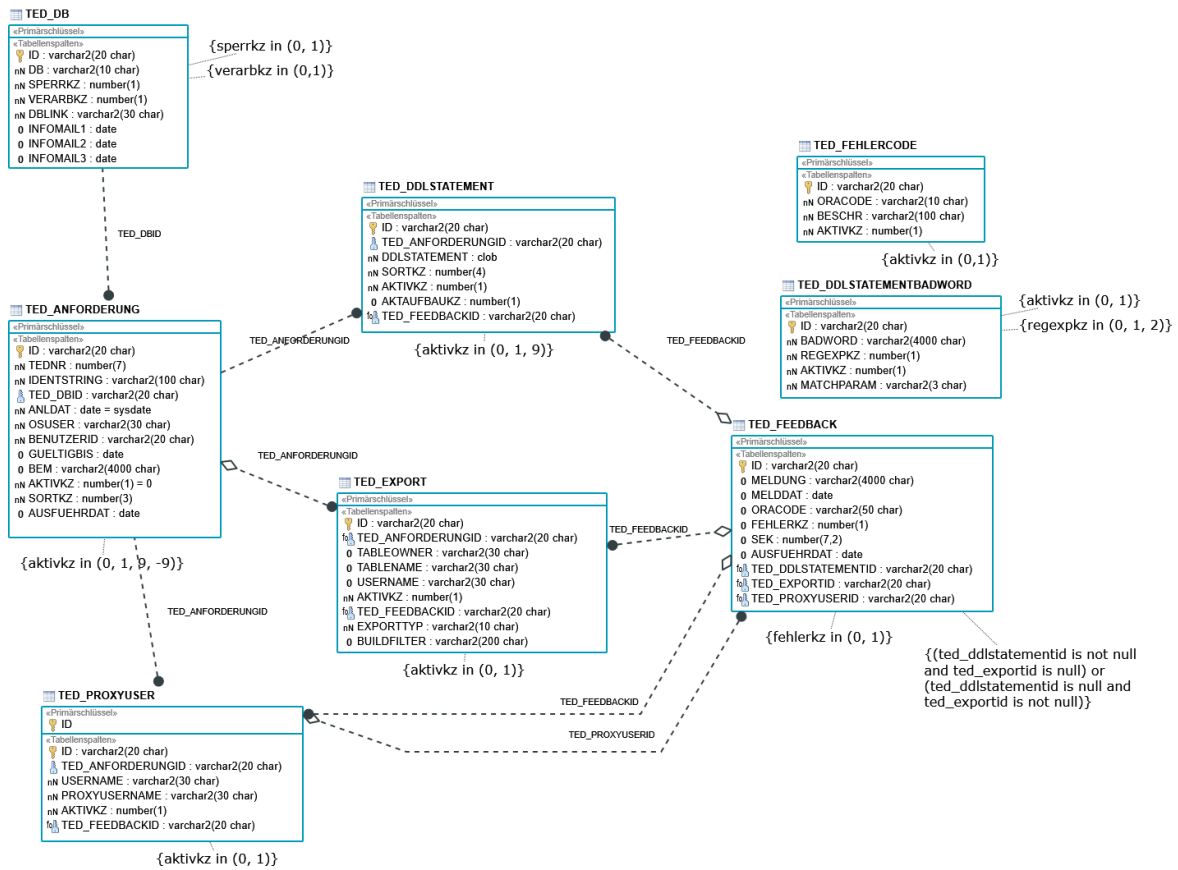 TED_DB
«Primärschlüssel»
«Tabellenspalten»
ID : varchar2(20 char)
nN DB : varchar2(10 char)
nN SPERRKZ : number(1)
nN VERARBKZ : number(1)
nN DBLINK : varchar2(30 char)
0 INFOMAIL1 : date
0 INFOMAIL2 : date
0 INFOMAIL3 : date
{sperrkz in (0, 1)}
{verarbkz in (0,1)}
TED_DBID
TED_FEHLERCODE
«Primärschlüssel»
«Tabellenspalten»
ID : varchar2(20 char)
nN ORACODE : varchar2(10 char)
nN BESCHR : varchar2(100 char)
nN AKTIVKZ : number(1)
{aktivkz in (0,1)}
TED_DDLSTATEMENT
«Primärschlüssel»
«Tabellenspalten»
ID : varchar2(20 char)
TED_ANFORDERUNGID : varchar2(20 char)
nN DDLSTATEMENT : clob
nN SORTKZ : number(4)
nN AKTIVKZ : number(1)
0 AKTAUFBAUKZ : number(1)
TED_FEEDBACKID : varchar2(20 char)
{aktivkz in (0, 1, 9)}
TED_ANFORDERUNGID
TED_FEEDBACKID
TED_DDLSTATEMENTBADWORD
«Primärschlüssel»
«Tabellenspalten»
ID : varchar2(20 char)
nN BADWORD : varchar2(4000 char)
nN REGEXPKZ : number(1)
nN AKTIVKZ : number(1)
nN MATCHPARAM : varchar2(3 char)
{aktivkz in (0, 1)}
{regexpkz in (0, 1, 2)}
TED_ANFORDERUNG
«Primärschlüssel»
«Tabellenspalten»
ID : varchar2(20 char)
nN TEDNR : number(7)
nN IDENTSTRING : varchar2(100 char)
TED_DBID : varchar2(20 char)
nN ANLDAT : date = sysdate
nN OSUSER : varchar2(30 char)
nN BENUTZERID : varchar2(20 char)
0 GUELTIGBIS : date
0 BEM : varchar2(4000 char)
nN AKTIVKZ : number(1) = 0
nN SORTKZ : number(3)
0 AUSFUEHRDAT : date
{aktivkz in (0, 1, 9, -9)}
TED_ANFORDERUNGID
TED_ANFORDERUNGID
TED_EXPORT
«Primärschlüssel»
«Tabellenspalten»
ID : varchar2(20 char)
TED_ANFORDERUNGID : varchar2(20 char)
0 TABLEOWNER : varchar2(30 char)
0 TABLENAME : varchar2(30 char)
0 USERNAME : varchar2(30 char)
nN AKTIVKZ : number(1)
TED_FEEDBACKID : varchar2(20 char)
nN EXPORTTYP : varchar2(10 char)
0 BUILDFILTER : varchar2(200 char)
{aktivkz in (0, 1)}
TED_FEEDBACKID
TED_FEEDBACK
«Primärschlüssel»
«Tabellenspalten»
ID : varchar2(20 char)
0 MELDUNG : varchar2(4000 char)
0 MELDDAT : date
0 ORACODE : varchar2(50 char)
0 FEHLERKZ : number(1)
0 SEK : number(7,2)
0 AUSFUEHRDAT : date
TED_DDLSTATEMENTID : varchar2(20 char)
TED_EXPORTID : varchar2(20 char)
TED_PROXYUSERID : varchar2(20 char)
{fehlerkz in (0, 1)}
{(ted_ddlstatementid is not null
and ted_exportid is null) or
(ted_ddlstatementid is null and
ted_exportid is not null)}
TED_PROXYUSER
«Primärschlüssel»
ID
«Tabellenspalten»
ID : varchar2(20 char)
TED_ANFORDERUNGID : varchar2(20 char)
nN USERNAME : varchar2(30 char)
nN PROXYUSERNAME : varchar2(30 char)
nN AKTIVKZ : number(1)
TED_FEEDBACKID : varchar2(20 char)
{aktivkz in (0, 1)}
TED_FEEDBACKID
TED_PROXYUSERID